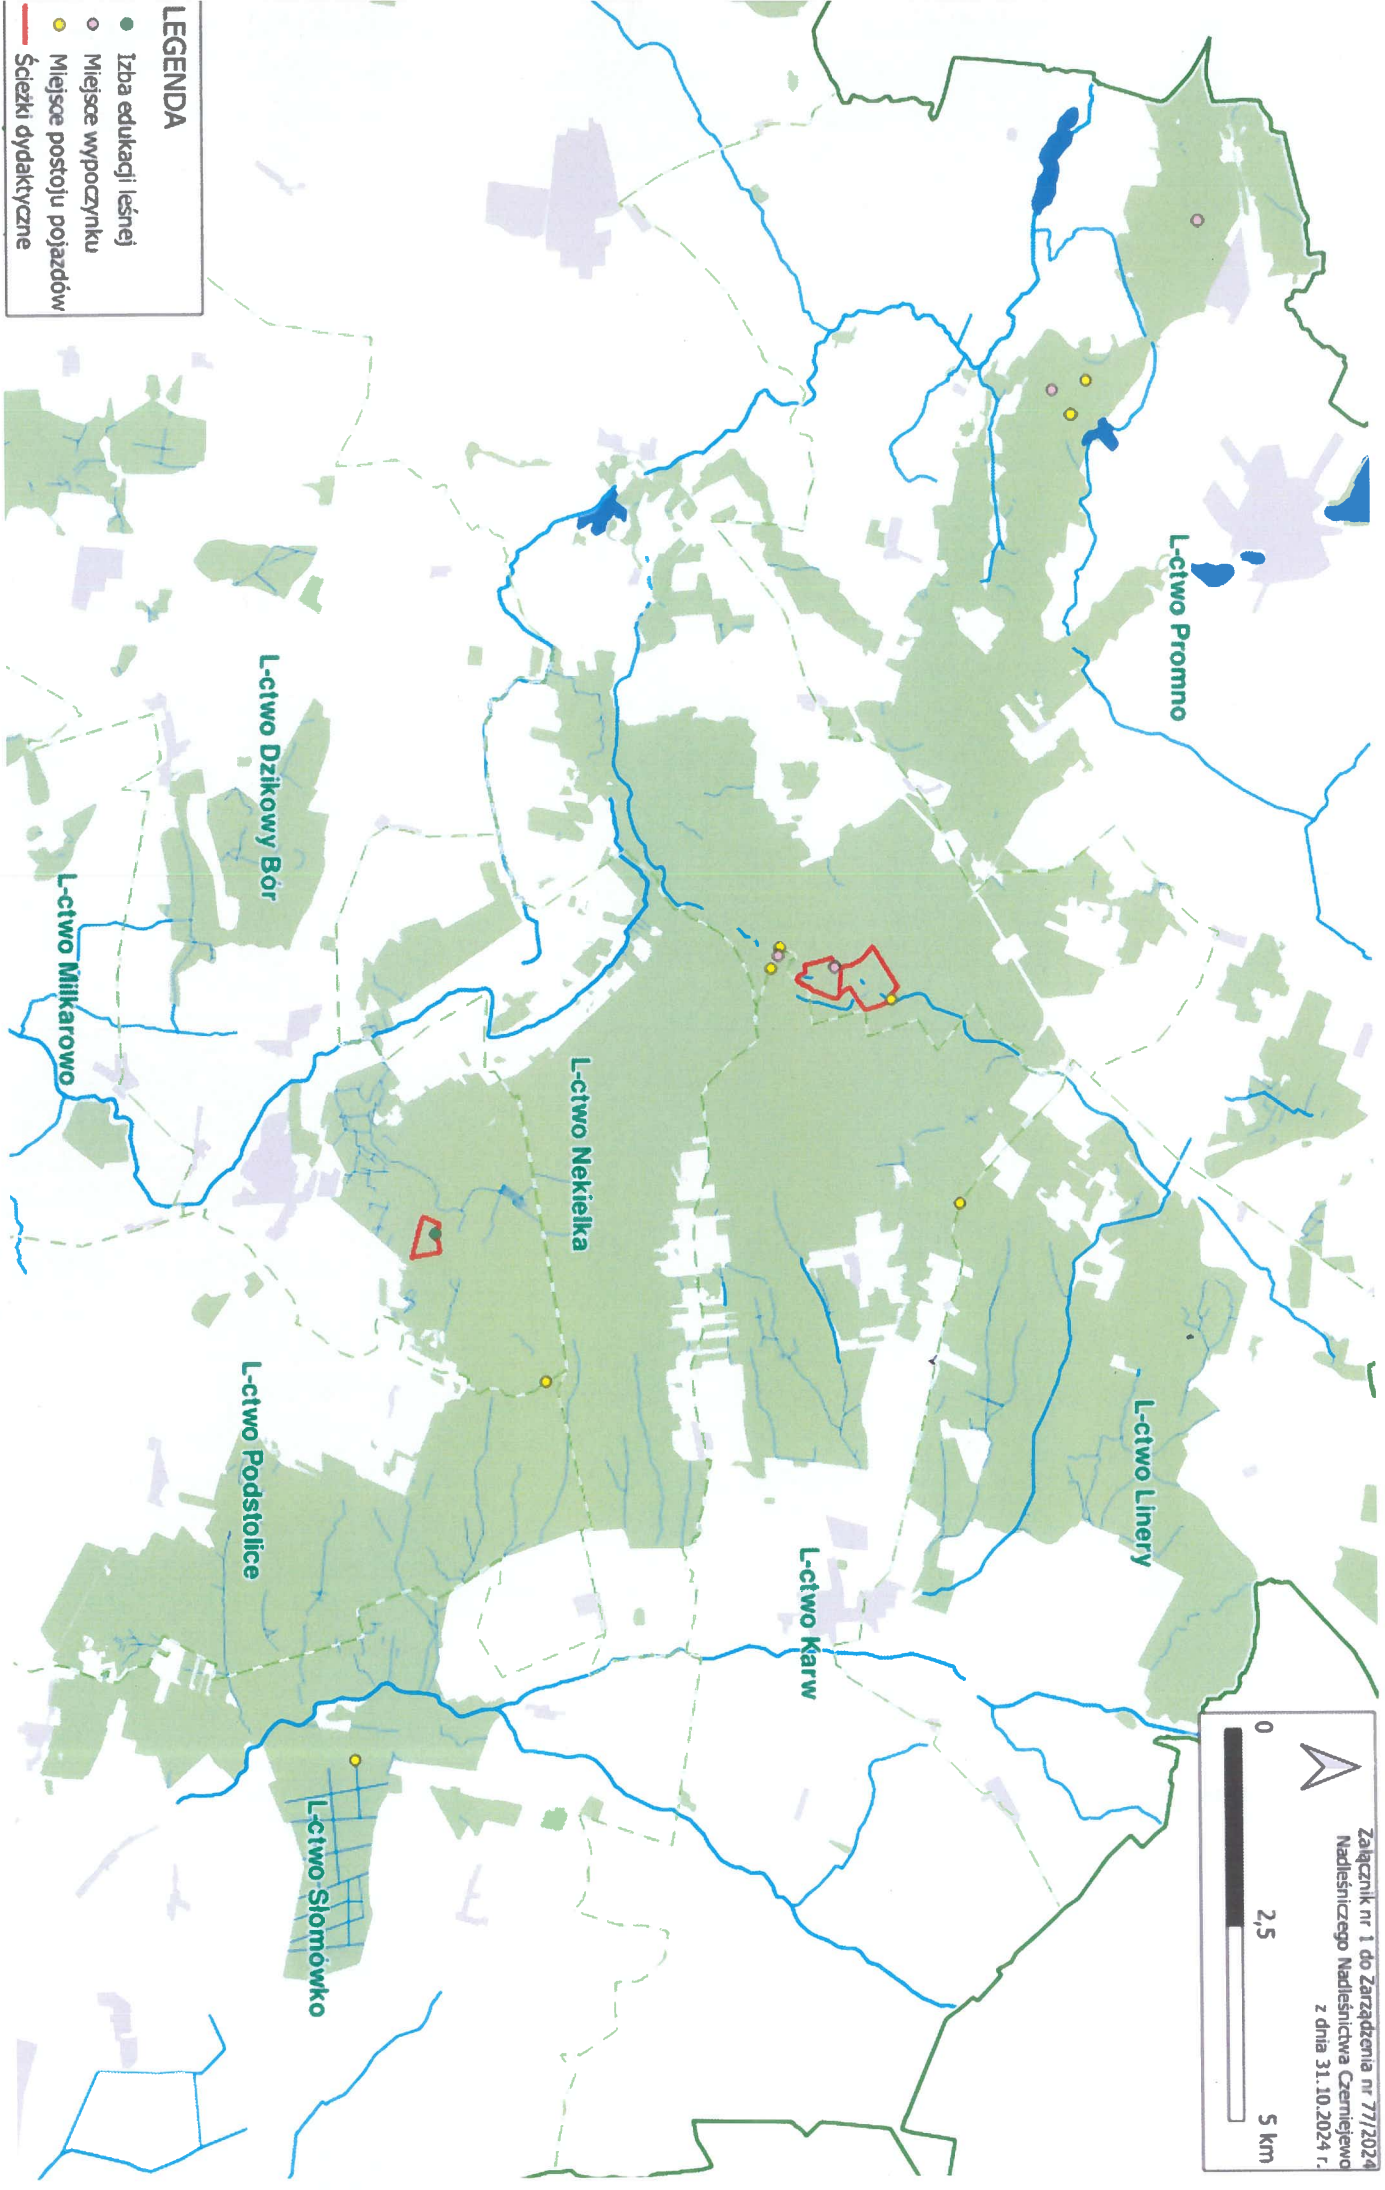 Załącznik nr 1 do Zarządzenia nr 77/2024
Nadleśniczego Nadleśnictwa Czerniejewo
z dnia 31.10.2024 r.
0 2,5 5 km
L-ctwo Promno
L-ctwo Linery
L-ctwo Karw
L-ctwo Nekielka
L-ctwo Dzikowy Bór
L-ctwo Podstolice
L-ctwo Słomówko
L-ctwo Miłkarowo
LEGENDA
Izba edukacji leśnej
Miejsce wypoczynku
Miejsce postoju pojazdów
Ścieżki dydaktyczne